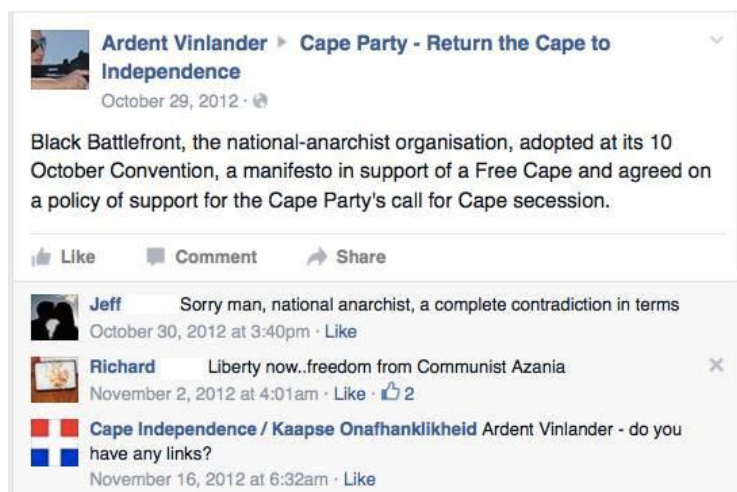 Ardent Vinlander ▸ Cape Party - Return the Cape to
Independence
October 29, 2012 ·
Black Battlefront, the national-anarchist organisation, adopted at its 10
October Convention, a manifesto in support of a Free Cape and agreed on
a policy of support for the Cape Party's call for Cape secession.
Like Comment Share
Jeff Sorry man, national anarchist, a complete contradiction in terms
October 30, 2012 at 3:40pm · Like
Richard Liberty now..freedom from Communist Azania
November 2, 2012 at 4:01am · Like · 2
Cape Independence / Kaapse Onafhanklikheid Ardent Vinlander - do you
have any links?
November 16, 2012 at 6:32am · Like